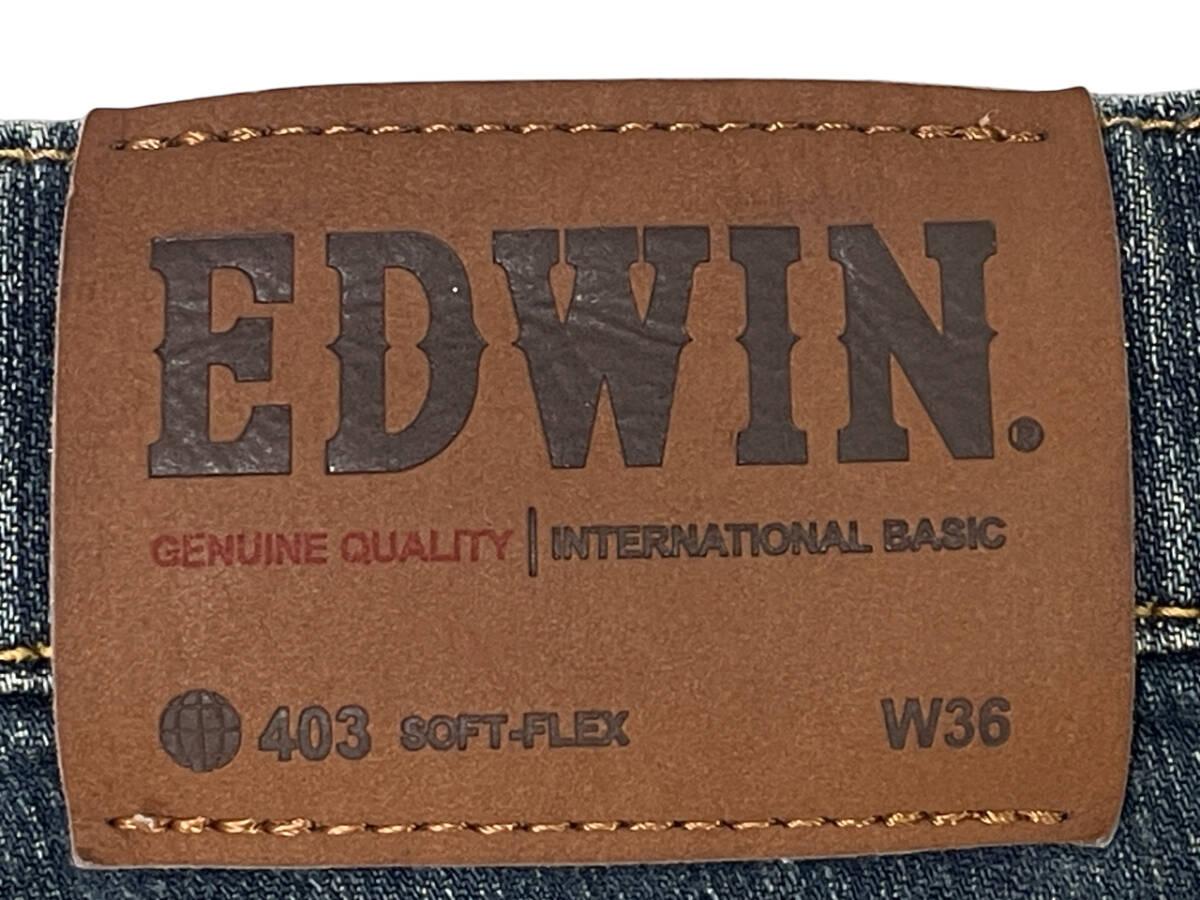 EDWIN.®
GENUINE QUALITY | INTERNATIONAL BASIC
403 SOFT-FLEX W36